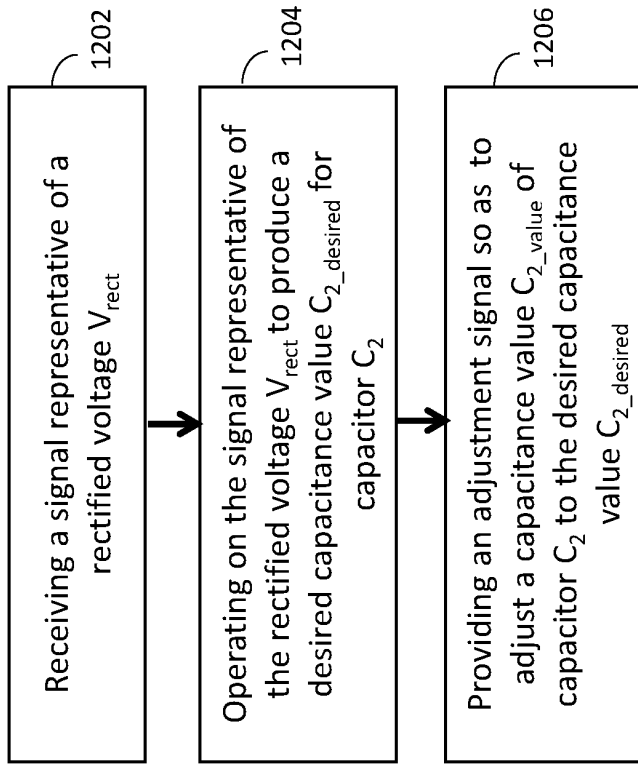 1202
Receiving a signal representative of a
rectified voltage V_rect
1204
Operating on the signal representative of
the rectified voltage V_rect to produce a
desired capacitance value C_2_desired for
capacitor C_2
1206
Providing an adjustment signal so as to
adjust a capacitance value C_2_value of
capacitor C_2 to the desired capacitance
value C_2_desired